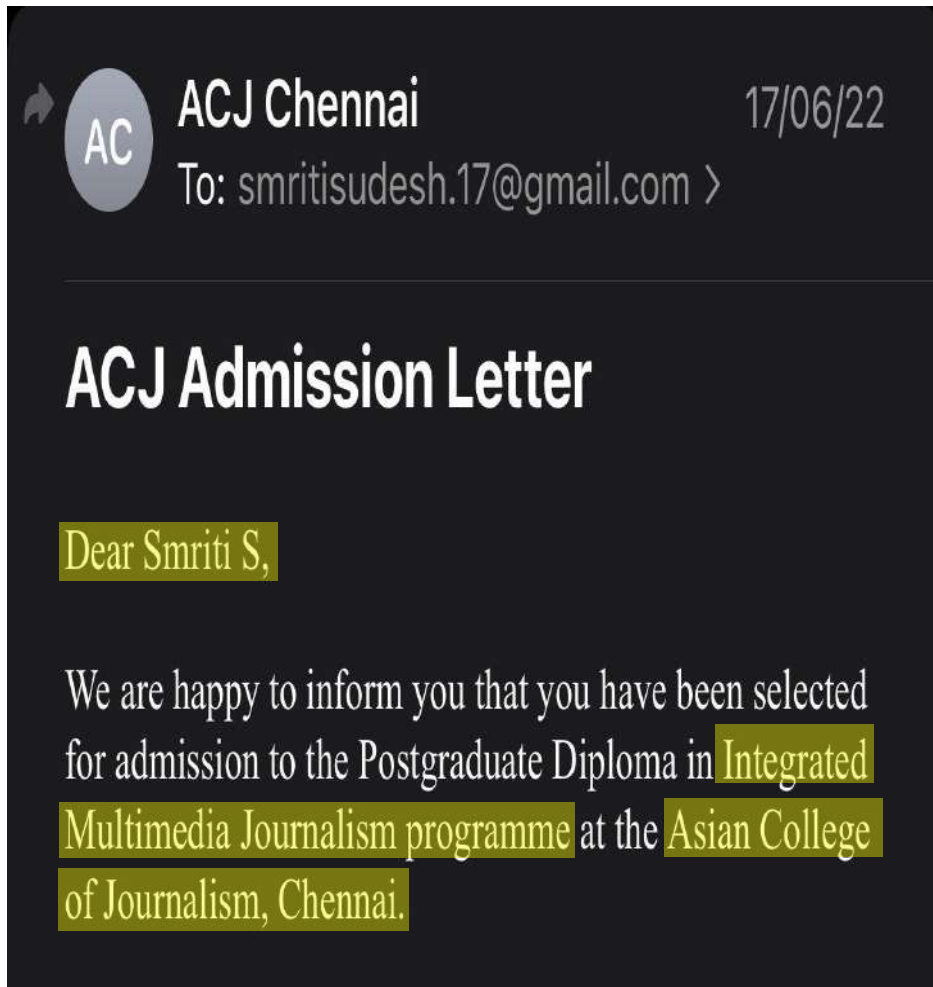 ACJ Chennai
17/06/22
AC
To: smritisudesh.17@gmail.com >
ACJ Admission Letter
Dear Smriti S,
We are happy to inform you that you have been selected
for admission to the Postgraduate Diploma in Integrated
Multimedia Journalism programme at the Asian College
of Journalism, Chennai.